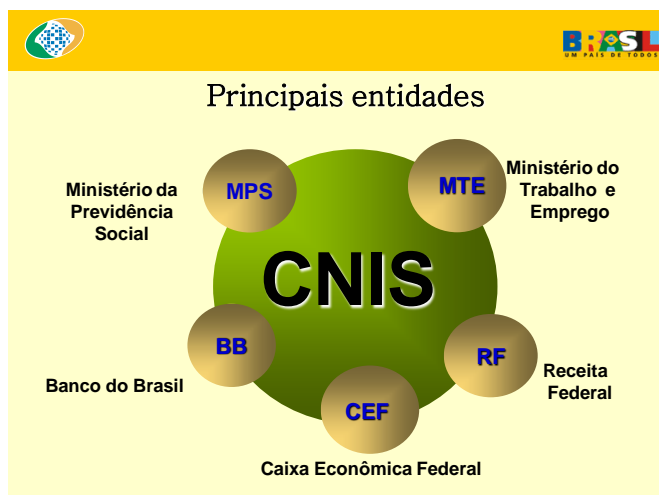 BRASIL
UM PAÍS DE TODOS
Principais entidades
MPS
Ministério da
Previdência
Social
MTE
Ministério do
Trabalho e
Emprego
CNIS
BB
Banco do Brasil
RF
Receita
Federal
CEF
Caixa Econômica Federal